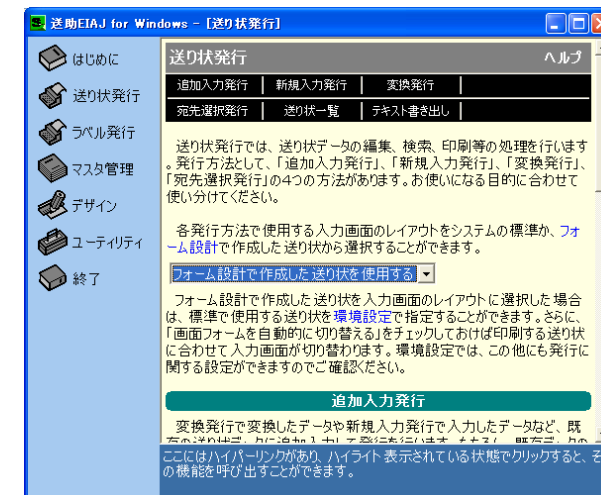 送助EIAJ for Windows - [送り状発行]
はじめに
送り状発行
ラベル発行
マスタ管理
デザイン
ユーティリティ
終了
送り状発行 ヘルプ
追加入力発行 新規入力発行 変換発行
宛先選択発行 送り状一覧 テキスト書き出し
送り状発行では、送り状データの編集、検索、印刷等の処理を行います
。発行方法として、「追加入力発行」、「新規入力発行」、「変換発行」、
「宛先選択発行」の4つの方法があります。お使いになる目的に合わせて
使い分けてください。
各発行方法で使用する入力画面のレイアウトをシステムの標準か、フォ
ーム設計で作成した送り状から選択することができます。
フォーム設計で作成した送り状を使用する
フォーム設計で作成した送り状を入力画面のレイアウトに選択した場合
は、標準で使用する送り状を環境設定で指定することができます。さらに、
「画面フォームを自動的に切り替える」をチェックしておけば印刷する送り状
に合わせて入力画面が切り替わります。環境設定では、この他にも発行に
関する設定ができますのでご確認ください。
追加入力発行
変換発行で変換したデータや新規入力発行で入力したデータなど、既
ここにはハイパーリンクがあり、ハイライト表示されている状態でクリックすると、そ
の機能を呼び出すことができます。